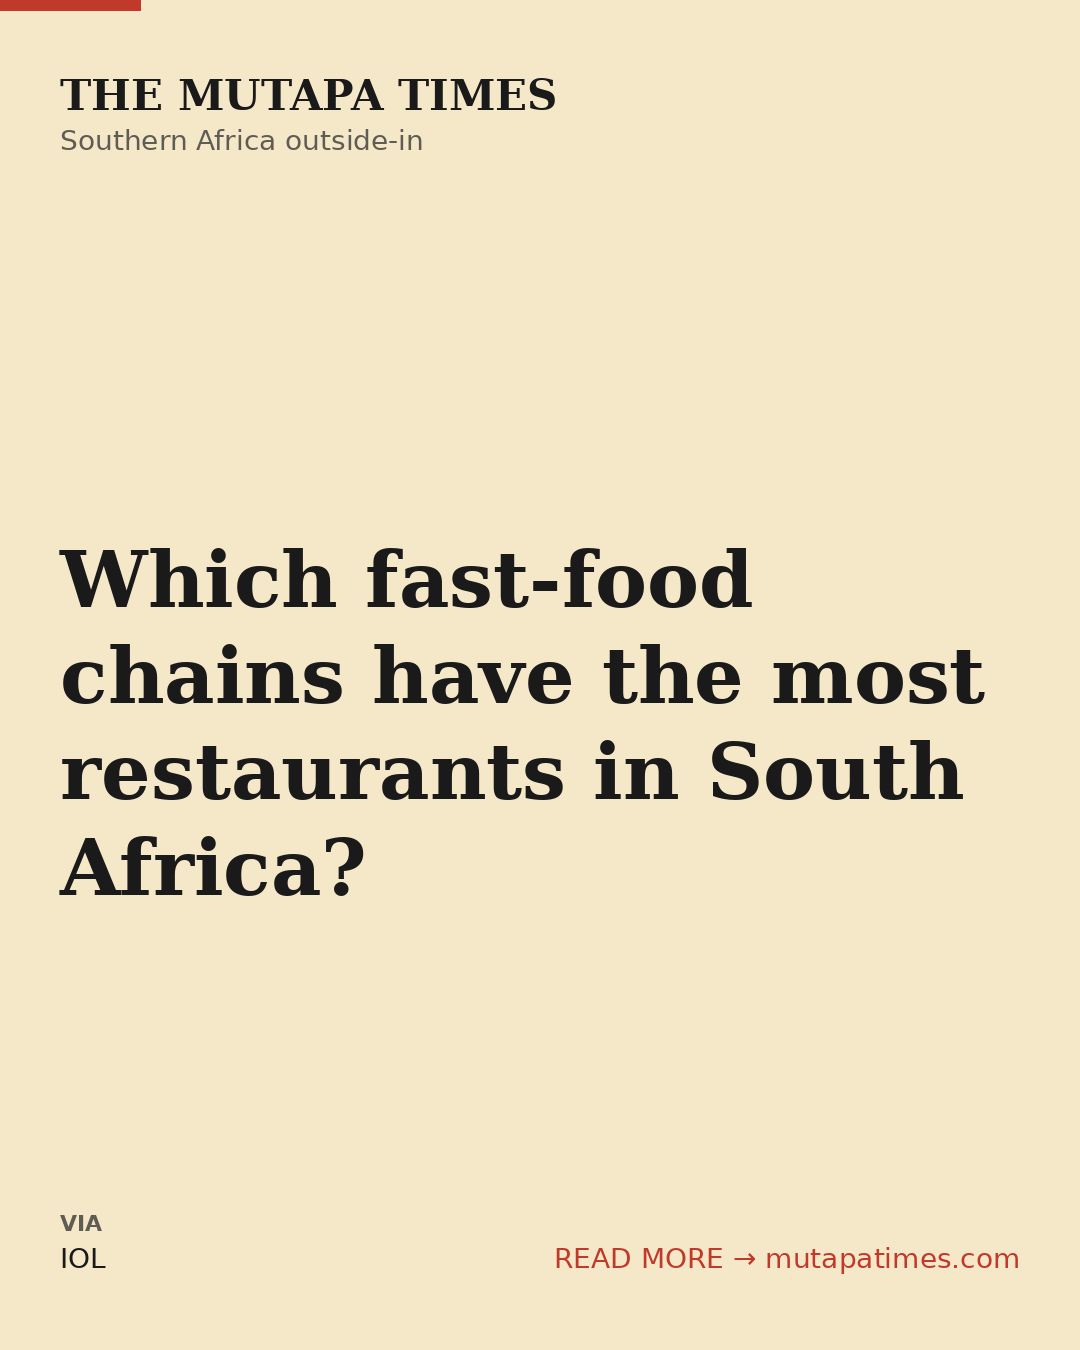 THE MUTAPA TIMES
Southern Africa outside-in
Which fast-food
chains have the most
restaurants in South
Africa?
VIA
IOL
READ MORE → mutapatimes.com